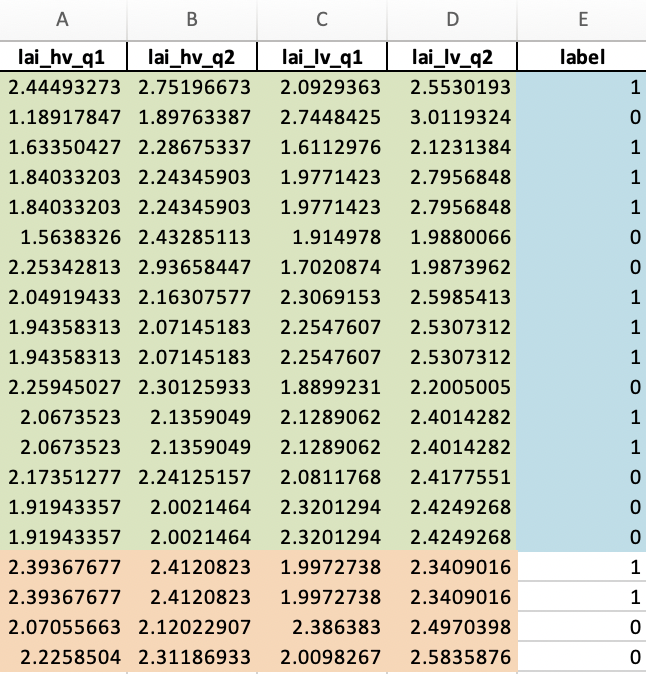 A B C D E
lai_hv_q1 lai_hv_q2 lai_lv_q1 lai_lv_q2 label
2.44493273 2.75196673 2.0929363 2.5530193 1
1.18917847 1.89763387 2.7448425 3.0119324 0
1.63350427 2.28675337 1.6112976 2.1231384 1
1.84033203 2.24345903 1.9771423 2.7956848 1
1.84033203 2.24345903 1.9771423 2.7956848 1
1.5638326 2.43285113 1.914978 1.9880066 0
2.25342813 2.93658447 1.7020874 1.9873962 0
2.04919433 2.16307577 2.3069153 2.5985413 1
1.94358313 2.07145183 2.2547607 2.5307312 1
1.94358313 2.07145183 2.2547607 2.5307312 1
2.25945027 2.30125933 1.8899231 2.2005005 0
2.0673523 2.1359049 2.1289062 2.4014282 1
2.0673523 2.1359049 2.1289062 2.4014282 1
2.17351277 2.24125157 2.0811768 2.4177551 0
1.91943357 2.0021464 2.3201294 2.4249268 0
1.91943357 2.0021464 2.3201294 2.4249268 0
2.39367677 2.4120823 1.9972738 2.3409016 1
2.39367677 2.4120823 1.9972738 2.3409016 1
2.07055663 2.12022907 2.386383 2.4970398 0
2.2258504 2.31186933 2.0098267 2.5835876 0